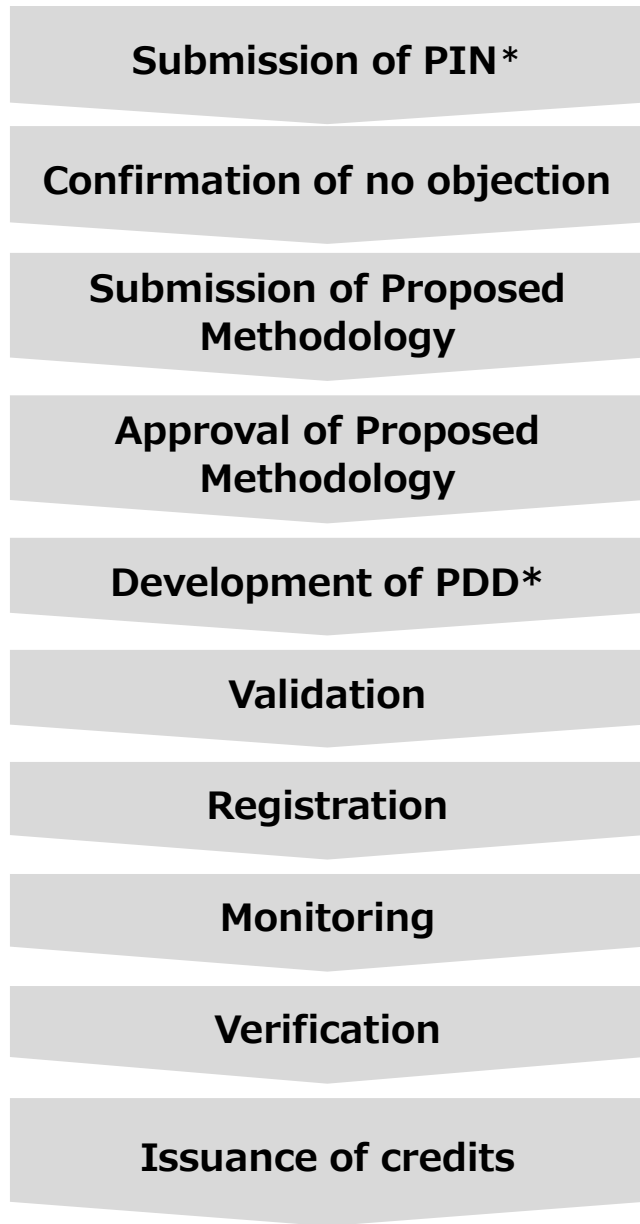 Submission of PIN*
Confirmation of no objection
Submission of Proposed
Methodology
Approval of Proposed
Methodology
Development of PDD*
Validation
Registration
Monitoring
Verification
Issuance of credits